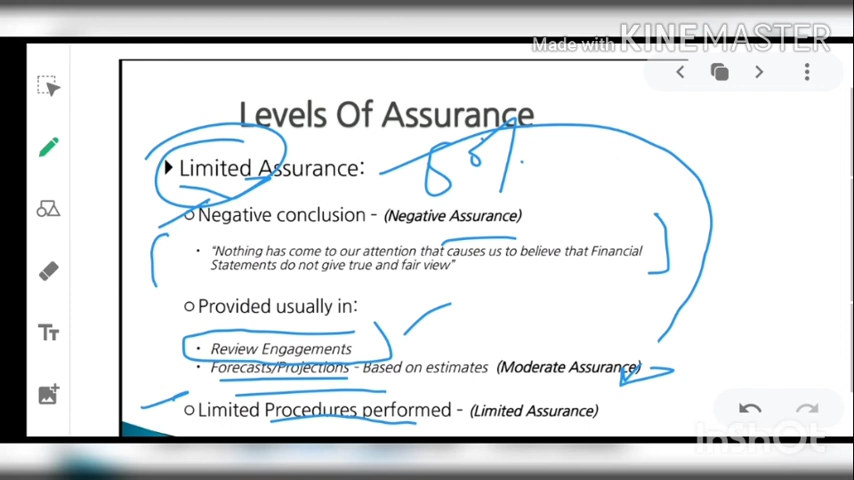 Made with KINEMASTER
Levels Of Assurance
Limited Assurance:
Negative conclusion - (Negative Assurance)
"Nothing has come to our attention that causes us to believe that Financial
Statements do not give true and fair view"
Provided usually in:
Review Engagements
Forecasts/Projections - Based on estimates (Moderate Assurance)
Limited Procedures performed - (Limited Assurance)
Tт
InShOt